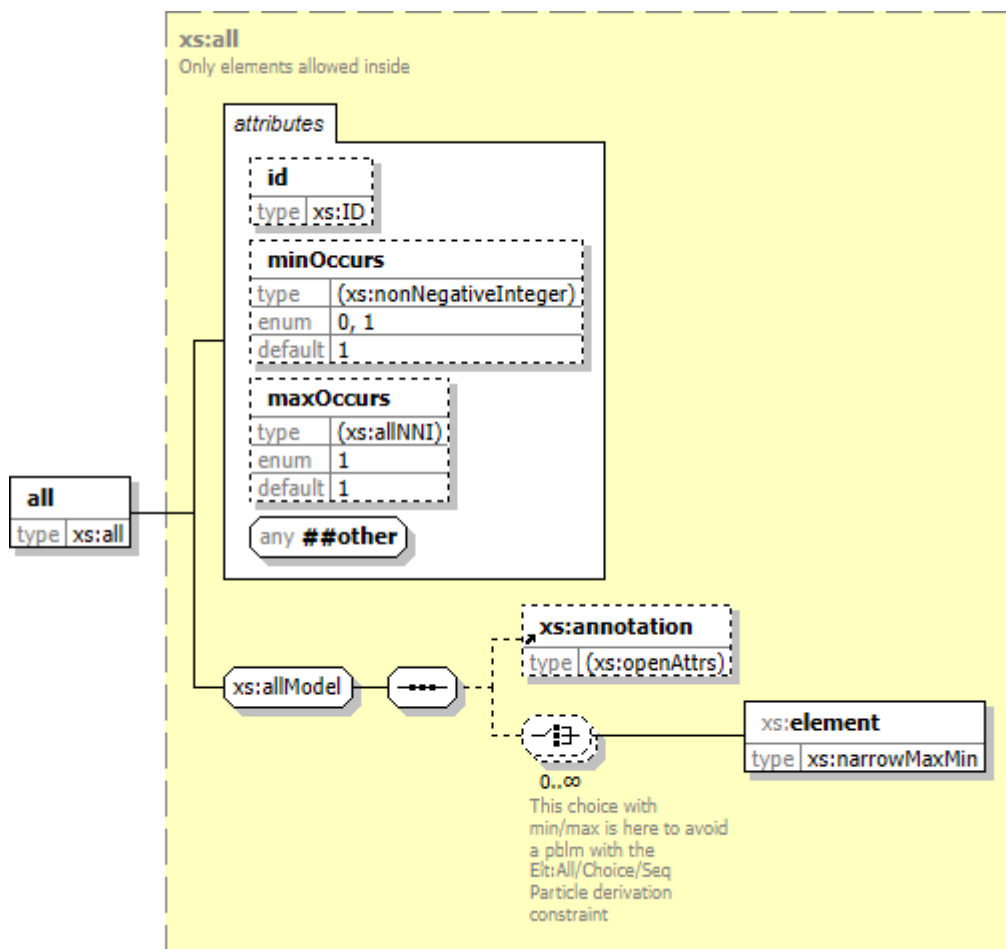 xs:all
Only elements allowed inside
attributes
id
type xs:ID
minOccurs
type (xs:nonNegativeInteger)
enum 0, 1
default 1
maxOccurs
type (xs:allNNI)
enum 1
default 1
any ##other
all
type xs:all
xs:allModel
xs:annotation
type (xs:openAttrs)
xs:element
type xs:narrowMaxMin
0..∞
This choice with
min/max is here to avoid
a pblm with the
Elt:All/Choice/Seq
Particle derivation
constraint